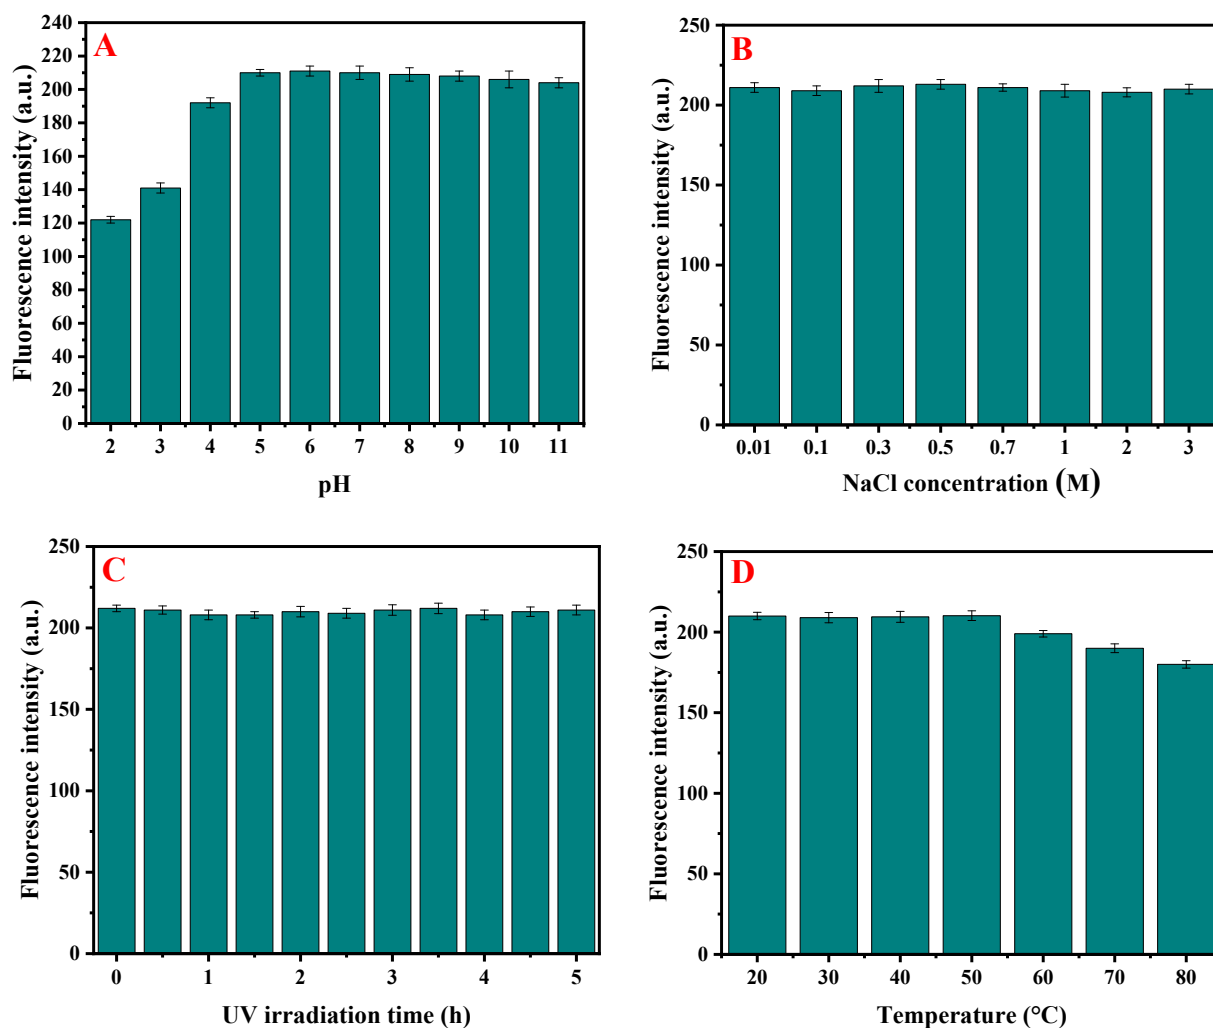 A
Fluorescence intensity (a.u.)
240
220
200
180
160
140
120
100
80
60
40
20
0
2 3 4 5 6 7 8 9 10 11
pH
B
Fluorescence intensity (a.u.)
250
200
150
100
50
0
0.01 0.1 0.3 0.5 0.7 1 2 3
NaCl concentration (M)
C
Fluorescence intensity (a.u.)
250
200
150
100
50
0
0 1 2 3 4 5
UV irradiation time (h)
D
Fluorescence intensity (a.u.)
250
200
150
100
50
0
20 30 40 50 60 70 80
Temperature (°C)